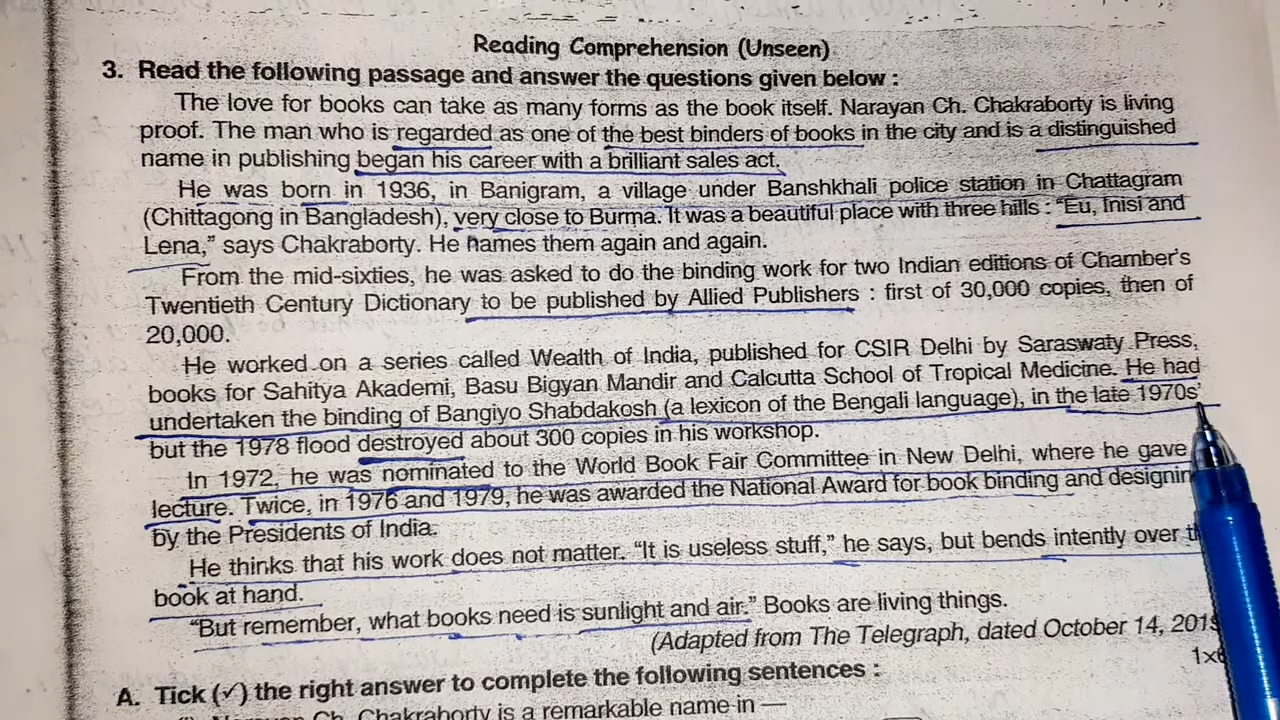 Reading Comprehension (Unseen)
3. Read the following passage and answer the questions given below :
The love for books can take as many forms as the book itself. Narayan Ch. Chakraborty is living
proof. The man who is regarded as one of the best binders of books in the city and is a distinguished
name in publishing began his career with a brilliant sales act.
He was born in 1936, in Banigram, a village under Banshkhali police station in Chattagram
(Chittagong in Bangladesh), very close to Burma. It was a beautiful place with three hills : "Eu, Inisi and
Lena," says Chakraborty. He names them again and again.
From the mid-sixties, he was asked to do the binding work for two Indian editions of Chamber's
Twentieth Century Dictionary to be published by Allied Publishers : first of 30,000 copies, then of
20,000.
He worked on a series called Wealth of India, published for CSIR Delhi by Saraswaty Press,
books for Sahitya Akademi, Basu Bigyan Mandir and Calcutta School of Tropical Medicine. He had
undertaken the binding of Bangiyo Shabdakosh (a lexicon of the Bengali language), in the late 1970s'
but the 1978 flood destroyed about 300 copies in his workshop.
In 1972, he was nominated to the World Book Fair Committee in New Delhi, where he gave
lecture. Twice, in 1976 and 1979, he was awarded the National Award for book binding and designin
by the Presidents of India.
He thinks that his work does not matter. "It is useless stuff," he says, but bends intently over
book at hand.
"But remember, what books need is sunlight and air." Books are living things.
(Adapted from The Telegraph, dated October 14, 201
1x6
A. Tick (✓) the right answer to complete the following sentences :
Narayan Ch. Chakraborty is a remarkable name in —